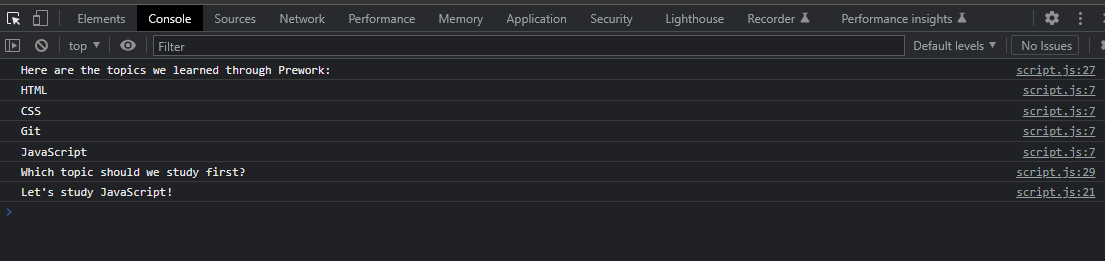 Elements Console Sources Network Performance Memory Application Security Lighthouse Recorder Performance insights
top Filter Default levels No Issues
Here are the topics we learned through Prework: script.js:27
HTML script.js:7
CSS script.js:7
Git script.js:7
JavaScript script.js:7
Which topic should we study first? script.js:29
Let's study JavaScript! script.js:21